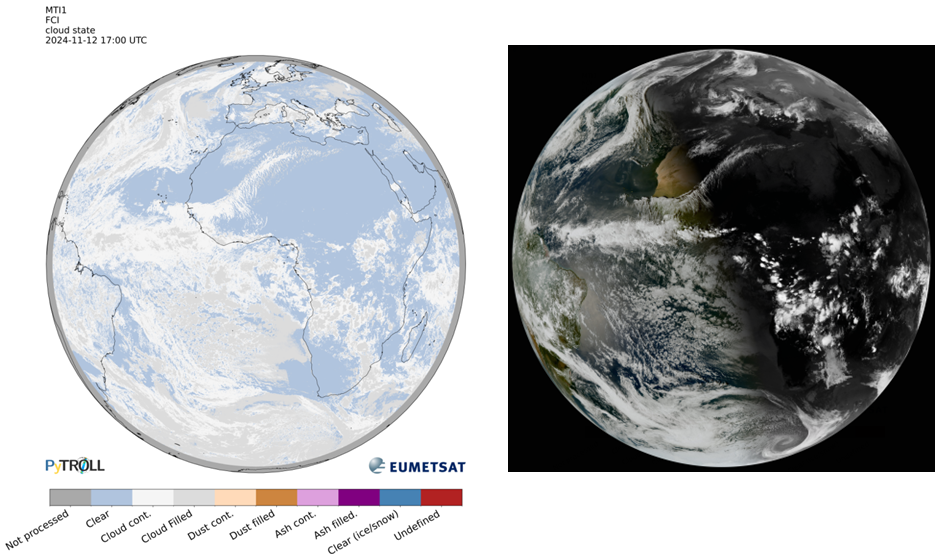 MTI1
FCI
cloud state
2024-11-12 17:00 UTC
PyTROLL
EUMETSAT
Not processed
Clear
Cloud cont.
Cloud Filled
Dust cont.
Dust filled
Ash cont.
Ash filled.
Clear (ice/snow)
Undefined